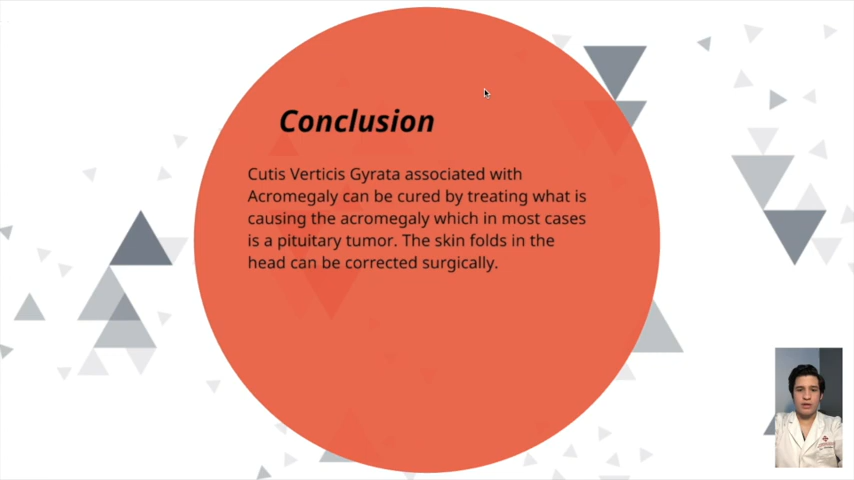 Conclusion
Cutis Verticis Gyrata associated with
Acromegaly can be cured by treating what is
causing the acromegaly which in most cases
is a pituitary tumor. The skin folds in the
head can be corrected surgically.